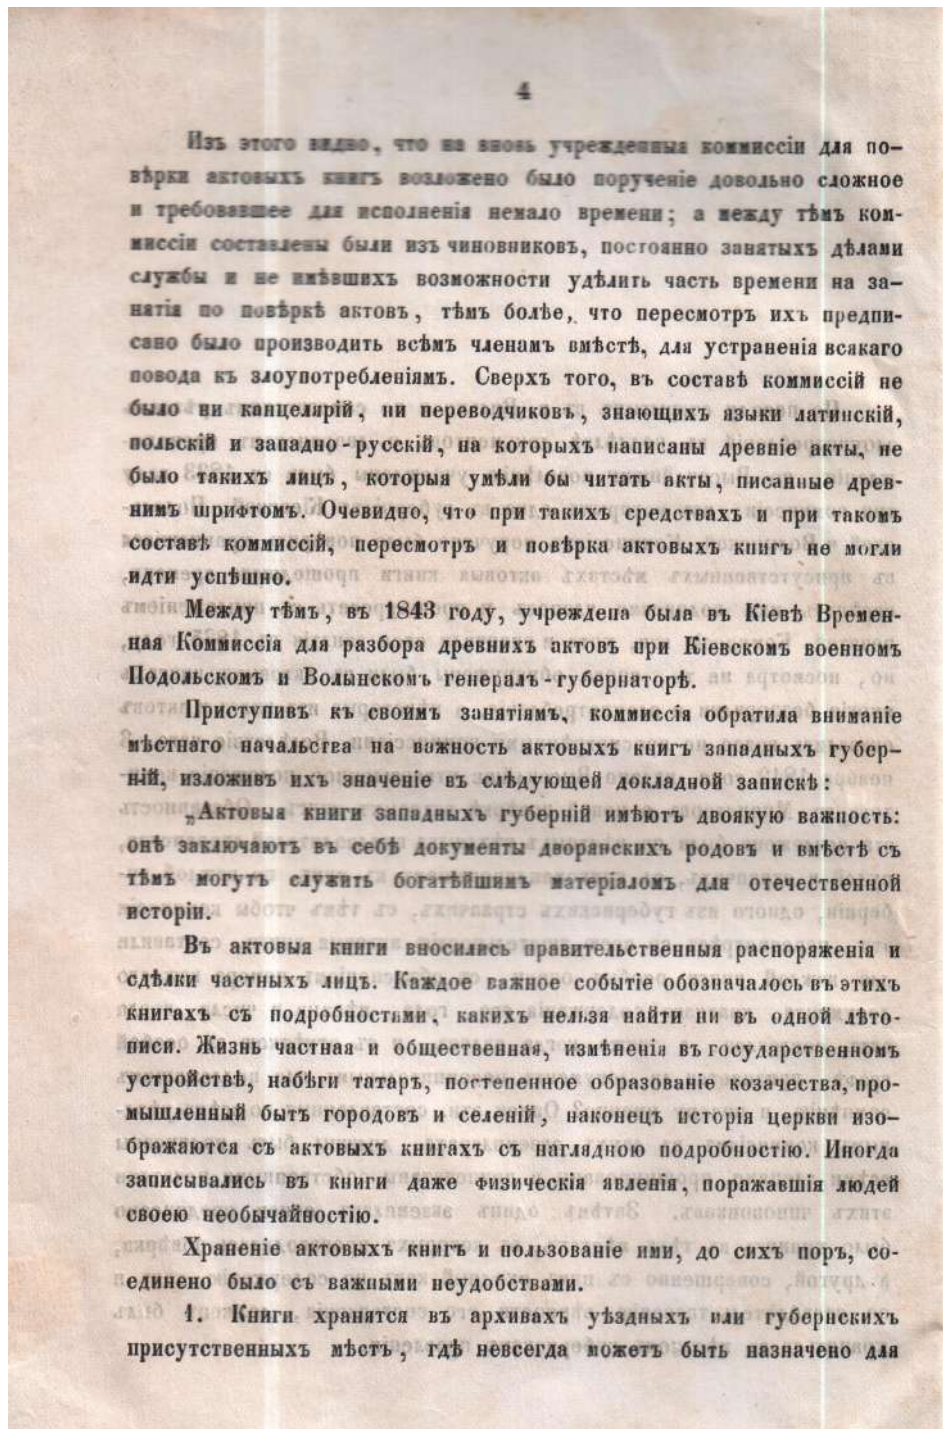 4
Изъ этого видно, что на вновь учрежденныя коммиссіи для по-
вѣрки актовыхъ книгъ возложено было порученіе довольно сложное
и требовавшее для исполненія немало времени; а между тѣмъ ком-
миссіи составлены были изъ чиновниковъ, постоянно занятыхъ дѣлами
службы и не имѣвшихъ возможности удѣлить часть времени на за-
нятія по повѣркѣ актовъ, тѣмъ болѣе, что пересмотръ ихъ предпи-
сано было производить всѣмъ членамъ вмѣстѣ, для устраненія всякаго
повода къ злоупотребленіямъ. Сверхъ того, въ составѣ коммиссій не
было ни канцелярій, ни переводчиковъ, знающихъ языки латинскій,
польскій и западно-русскій, на которыхъ написаны древніе акты, не
было такихъ лицъ, которыя умѣли бы читать акты, писанные древ-
нимъ шрифтомъ. Очевидно, что при такихъ средствахъ и при такомъ
составѣ коммиссій, пересмотръ и повѣрка актовыхъ книгъ не могли
идти успѣшно.
Между тѣмъ, въ 1843 году, учреждена была въ Кіевѣ Времен-
ная Коммиссія для разбора древнихъ актовъ при Кіевскомъ военномъ
Подольскомъ и Волынскомъ генералъ-губернаторѣ.
Приступивъ къ своимъ занятіямъ, коммиссія обратила вниманіе
мѣстнаго начальства на важность актовыхъ книгъ западныхъ губер-
ній, изложивъ ихъ значеніе въ слѣдующей докладной запискѣ:
„Актовыя книги западныхъ губерній имѣютъ двоякую важность:
онѣ заключаютъ въ себѣ документы дворянскихъ родовъ и вмѣстѣ съ
тѣмъ могутъ служить богатѣйшимъ матеріаломъ для отечественной
исторіи.
Въ актовыя книги вносились правительственныя распоряженія и
сдѣлки частныхъ лицъ. Каждое важное событіе обозначалось въ этихъ
книгахъ съ подробностями, какихъ нельзя найти ни въ одной лѣто-
писи. Жизнь частная и общественная, измѣненія въ государственномъ
устройствѣ, набѣги татаръ, постепенное образованіе козачества, про-
мышленный бытъ городовъ и селеній, наконецъ исторія церкви изо-
бражаются съ актовыхъ книгахъ съ наглядною подробностію. Иногда
записывались въ книги даже физическія явленія, поражавшія людей
своею необычайностію.
Храненіе актовыхъ книгъ и пользованіе ими, до сихъ поръ, со-
единено было съ важными неудобствами.
1. Книги хранятся въ архивахъ уѣздныхъ или губернскихъ
присутственныхъ мѣстъ, гдѣ невсегда можетъ быть назначено для